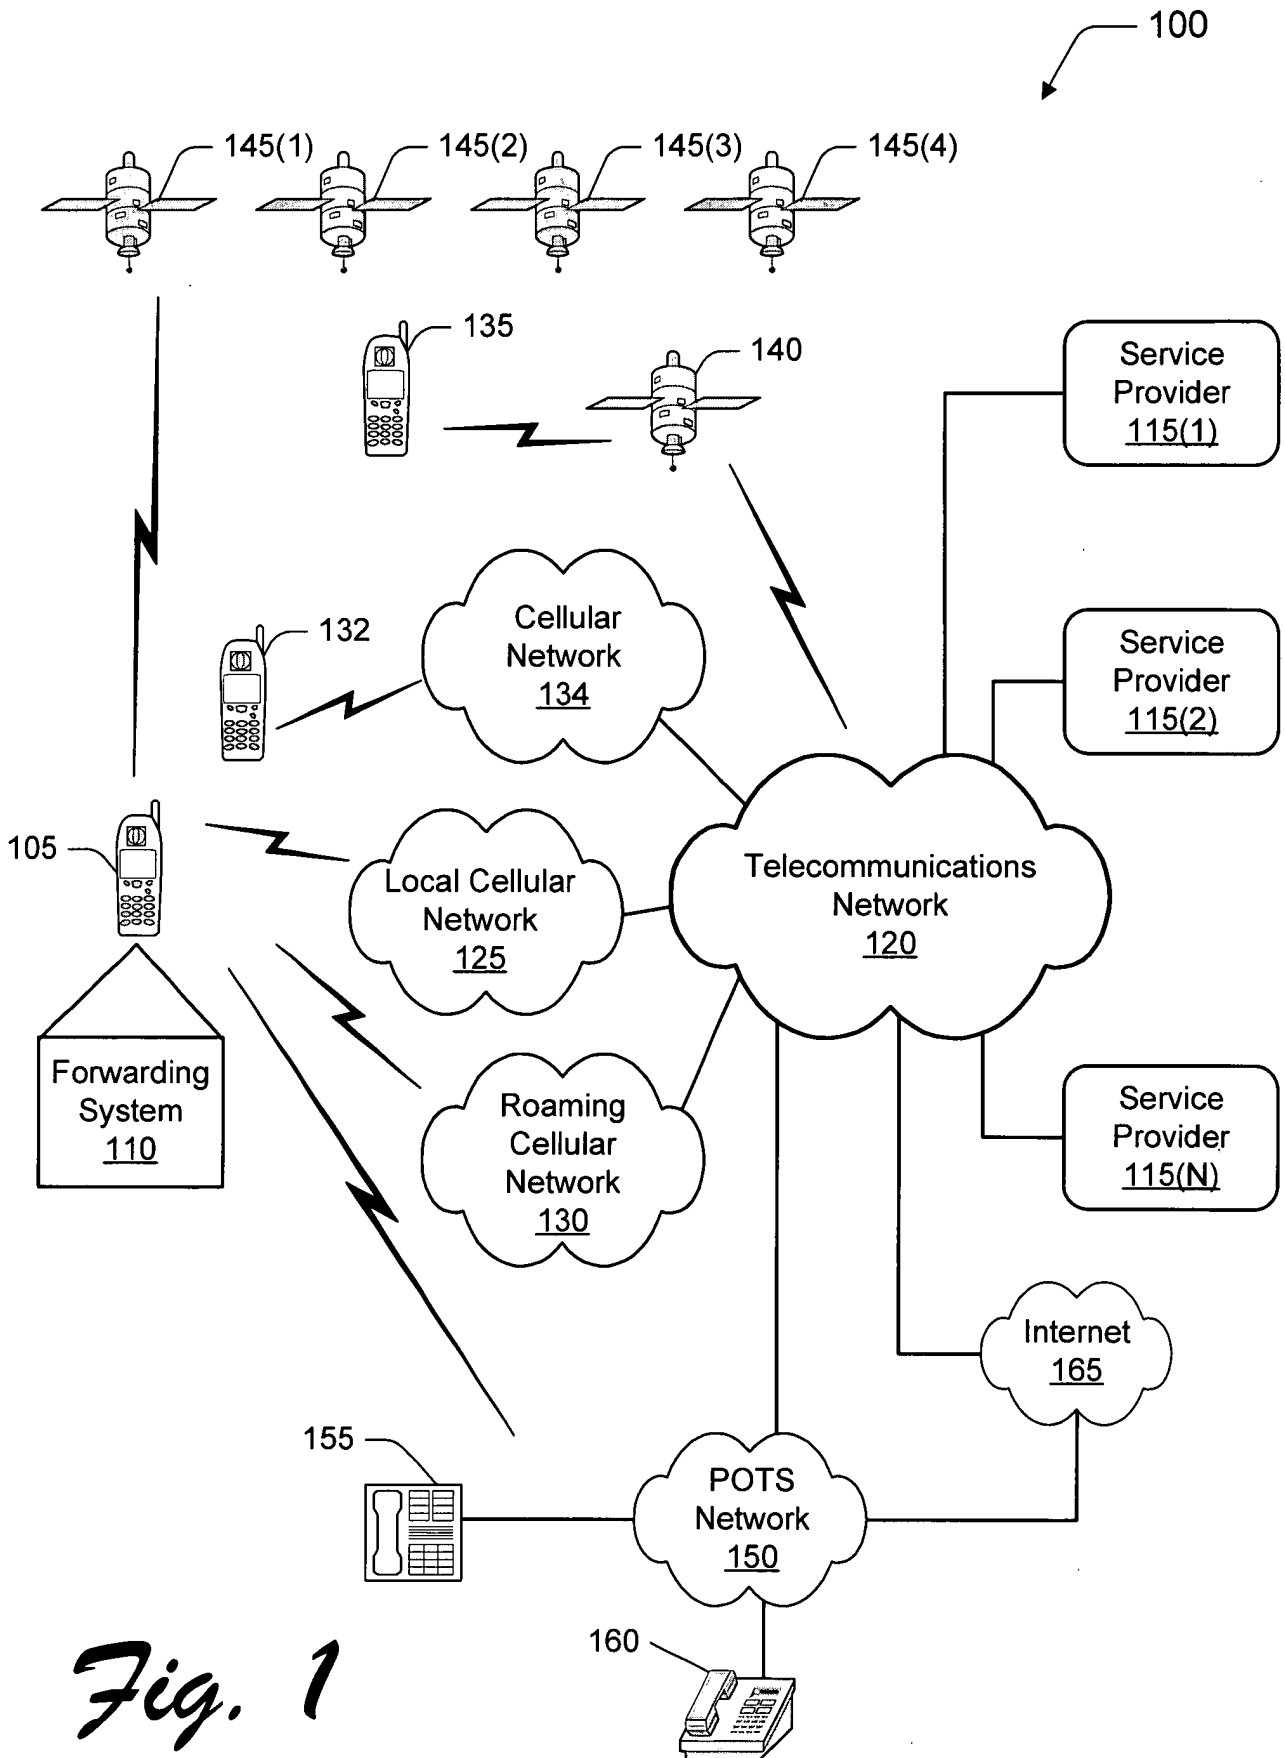 100
145(1)
145(2)
145(3)
145(4)
135
140
Service
Provider
115(1)
132
Cellular
Network
134
Service
Provider
115(2)
105
Local Cellular
Network
125
Telecommunications
Network
120
Forwarding
System
110
Roaming
Cellular
Network
130
Service
Provider
115(N)
Internet
165
155
POTS
Network
150
160
Fig. 1